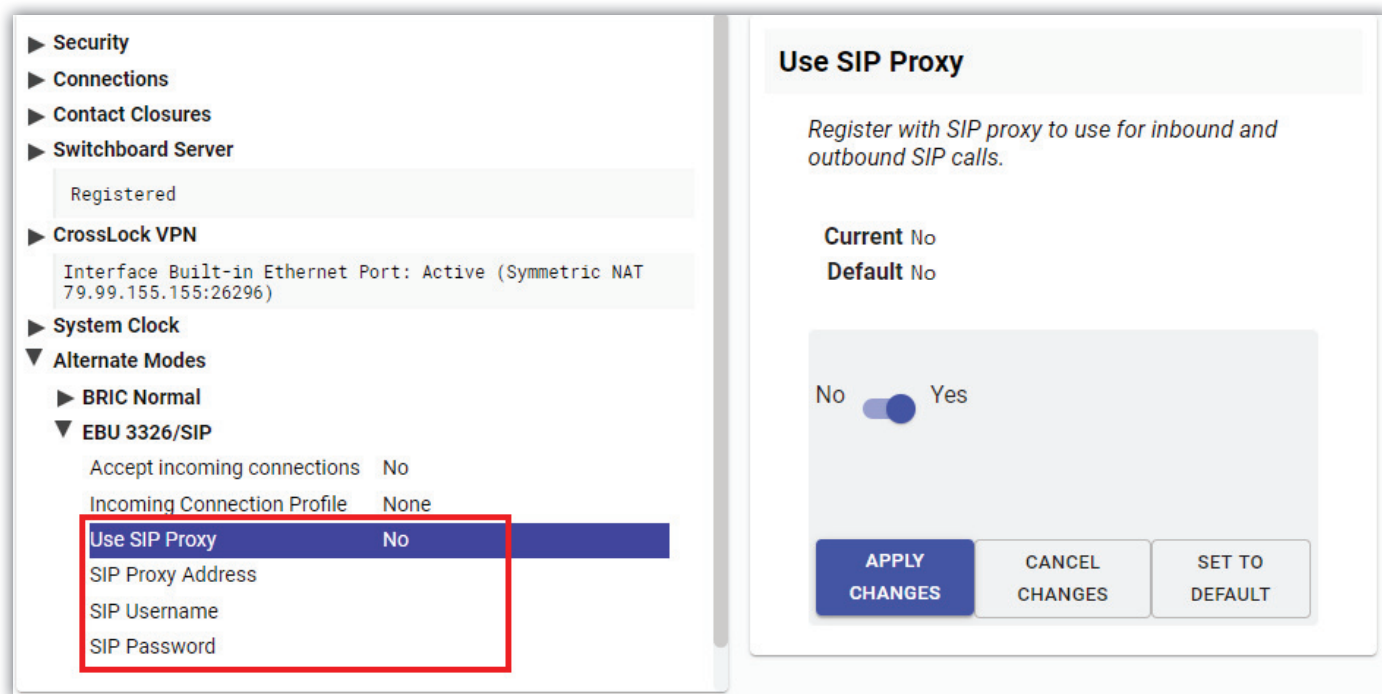 Security
Connections
Contact Closures
Switchboard Server
Registered
CrossLock VPN
Interface Built-in Ethernet Port: Active (Symmetric NAT
79.99.155.155:26296)
System Clock
Alternate Modes
BRIC Normal
EBU 3326/SIP
Accept incoming connections No
Incoming Connection Profile None
Use SIP Proxy No
SIP Proxy Address
SIP Username
SIP Password
Use SIP Proxy
Register with SIP proxy to use for inbound and
outbound SIP calls.
Current No
Default No
No Yes
APPLY
CHANGES
CANCEL
CHANGES
SET TO
DEFAULT